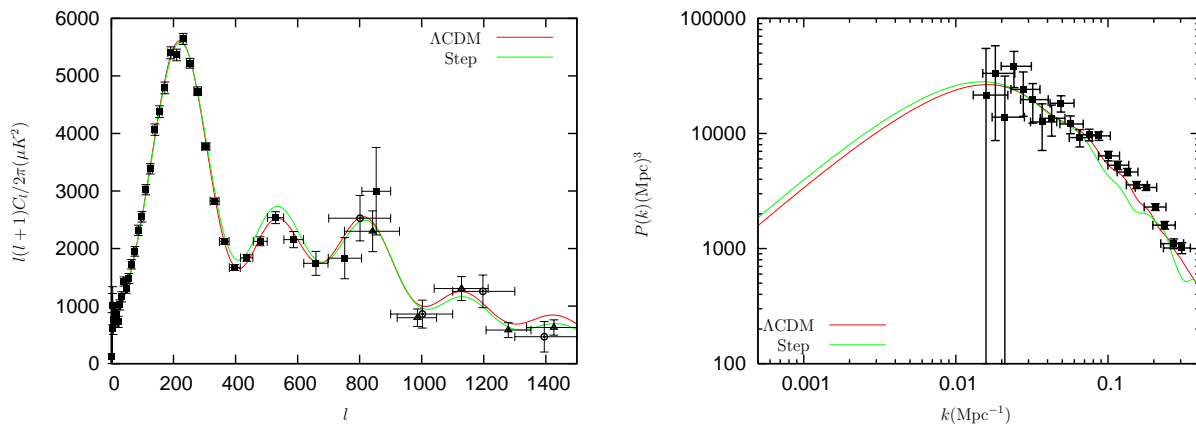 6000
5000
4000
3000
2000
1000
0
0 200 400 600 800 1000 1200 1400
l(l + 1)C_l/2π(μK²)
l
ΛCDM
Step
100000
10000
1000
100
0.001 0.01 0.1
P(k)(Mpc)³
k(Mpc⁻¹)
ΛCDM
Step